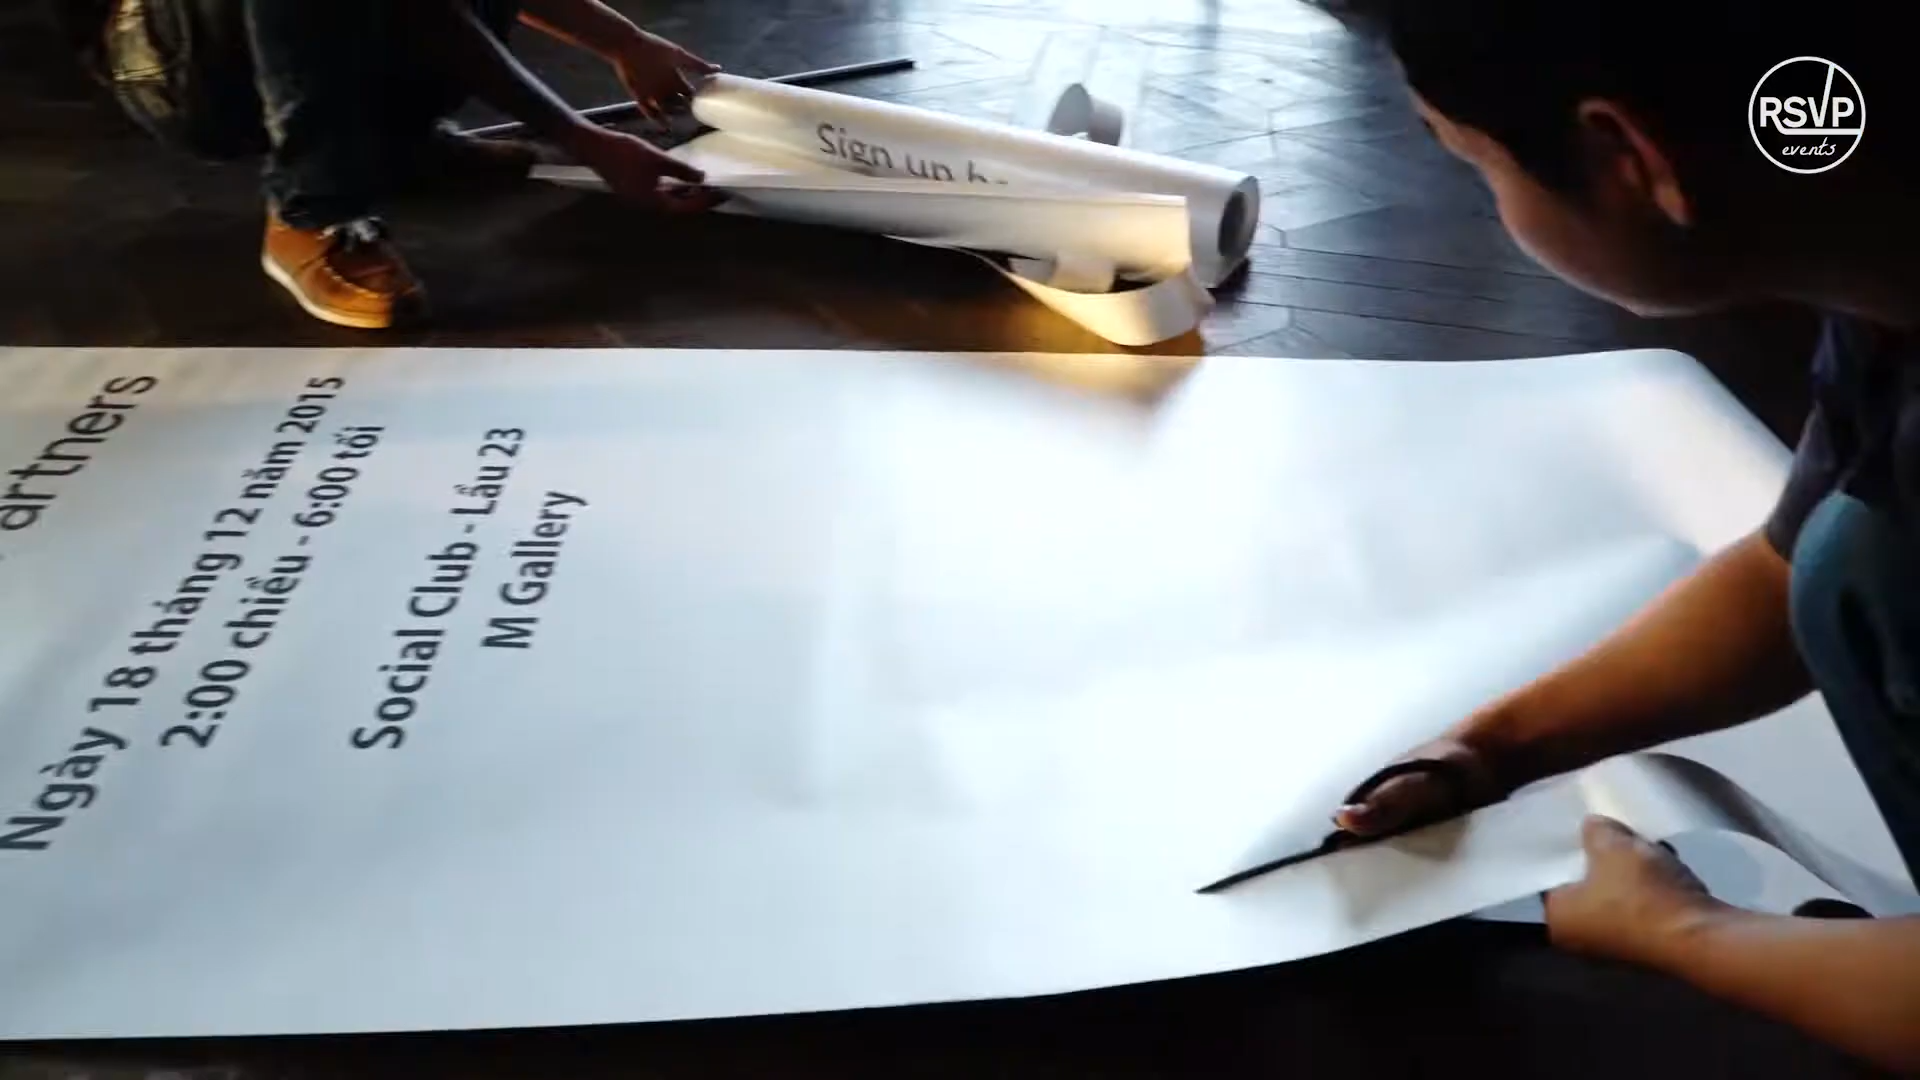 RSVP
events
Sign up
artners
Ngày 18 tháng 12 năm 2015
2:00 chiều - 6:00 tối
Social Club - Lầu 23
M Gallery